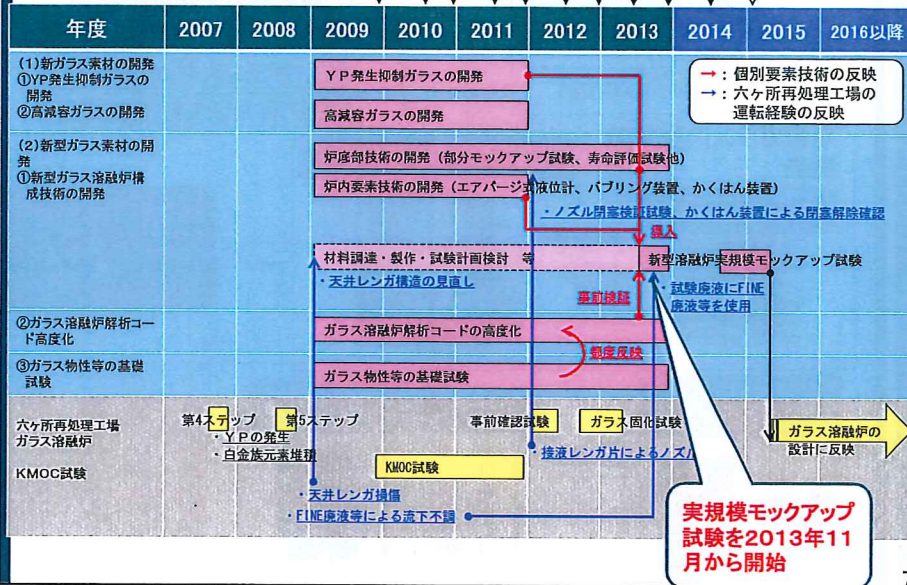 年度 2007 2008 2009 2010 2011 2012 2013 2014 2015 2016以降
(1)新ガラス素材の開発
①YP発生抑制ガラスの
開発
②高減容ガラスの開発
ＹＰ発生抑制ガラスの開発
高減容ガラスの開発
→：個別要素技術の反映
→：六ヶ所再処理工場の
運転経験の反映
(2)新型ガラス素材の開
発
①新型ガラス溶融炉構
成技術の開発
炉底部技術の開発（部分モックアップ試験、寿命評価試験他）
炉内要素技術の開発（エアパージ式液位計、バブリング装置、かくはん装置）
・ノズル閉塞検証試験、かくはん装置による閉塞解除確認
導入
材料調達・製作・試験計画検討　等
新型溶融炉実規模モックアップ試験
・天井レンガ構造の見直し
・試験廃液にFINE
廃液等を使用
事前検証
②ガラス溶融炉解析コー
ド高度化
ガラス溶融炉解析コードの高度化
都度反映
③ガラス物性等の基礎
試験
ガラス物性等の基礎試験
六ヶ所再処理工場
ガラス溶融炉
第4ステップ
第5ステップ
・ＹＰの発生
・白金族元素堆積
事前確認試験
ガラス固化試験
・接液レンガ片によるノズル
ガラス溶融炉の
設計に反映
KMOC試験
KMOC試験
・天井レンガ損傷
・FINE廃液等による流下不調
実規模モックアップ
試験を2013年11
月から開始